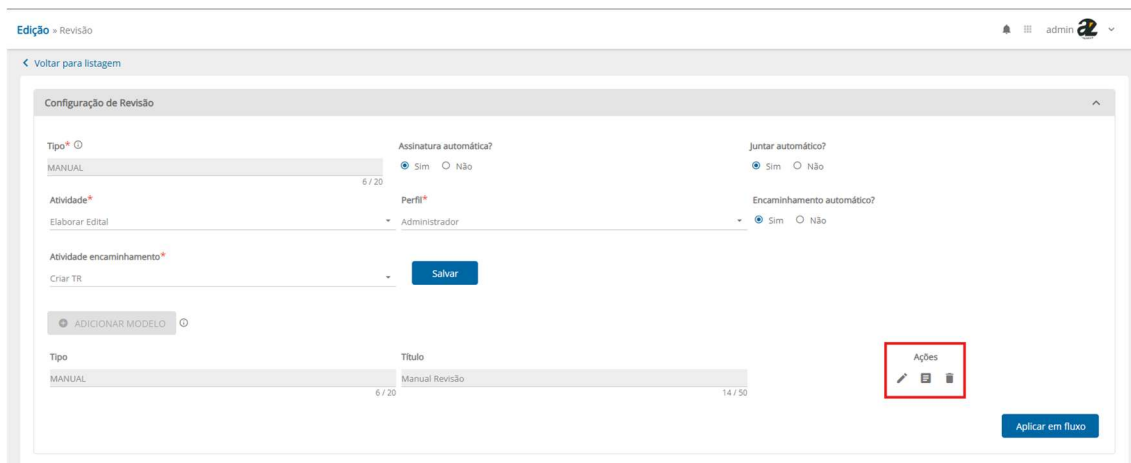 Edição » Revisão
admin
Voltar para listagem
Configuração de Revisão
Tipo*
Assinatura automática?
Juntar automático?
MANUAL
Sim Não
Sim Não
6 / 20
Atividade*
Perfil*
Encaminhamento automático?
Elaborar Edital
Administrador
Sim Não
Atividade encaminhamento*
Criar TR
Salvar
ADICIONAR MODELO
Tipo
Título
Ações
MANUAL
Manual Revisão
6 / 20
14 / 50
Aplicar em fluxo